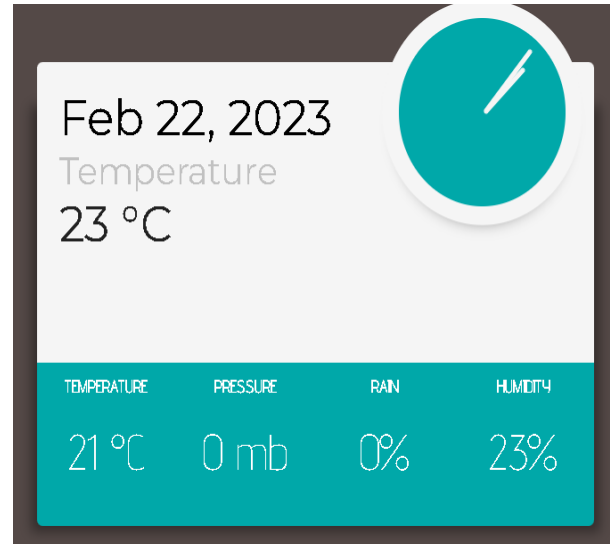 Feb 22, 2023
Temperature
23 °C
TEMPERATURE PRESSURE RAIN HUMIDITY
21 °C 0 mb 0% 23%